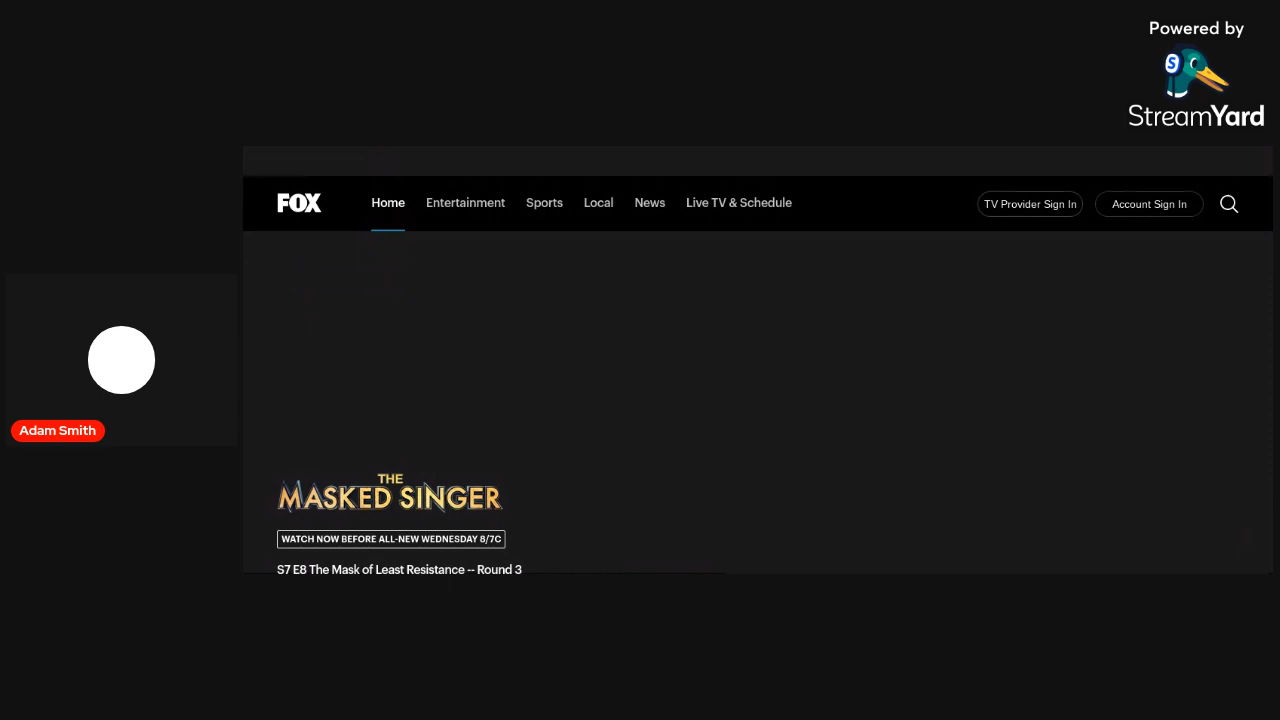 Powered by
StreamYard
FOX
Home Entertainment Sports Local News Live TV & Schedule
TV Provider Sign In Account Sign In
Adam Smith
THE
MASKED SINGER
WATCH NOW BEFORE ALL-NEW WEDNESDAY 8/7C
S7 E8 The Mask of Least Resistance -- Round 3